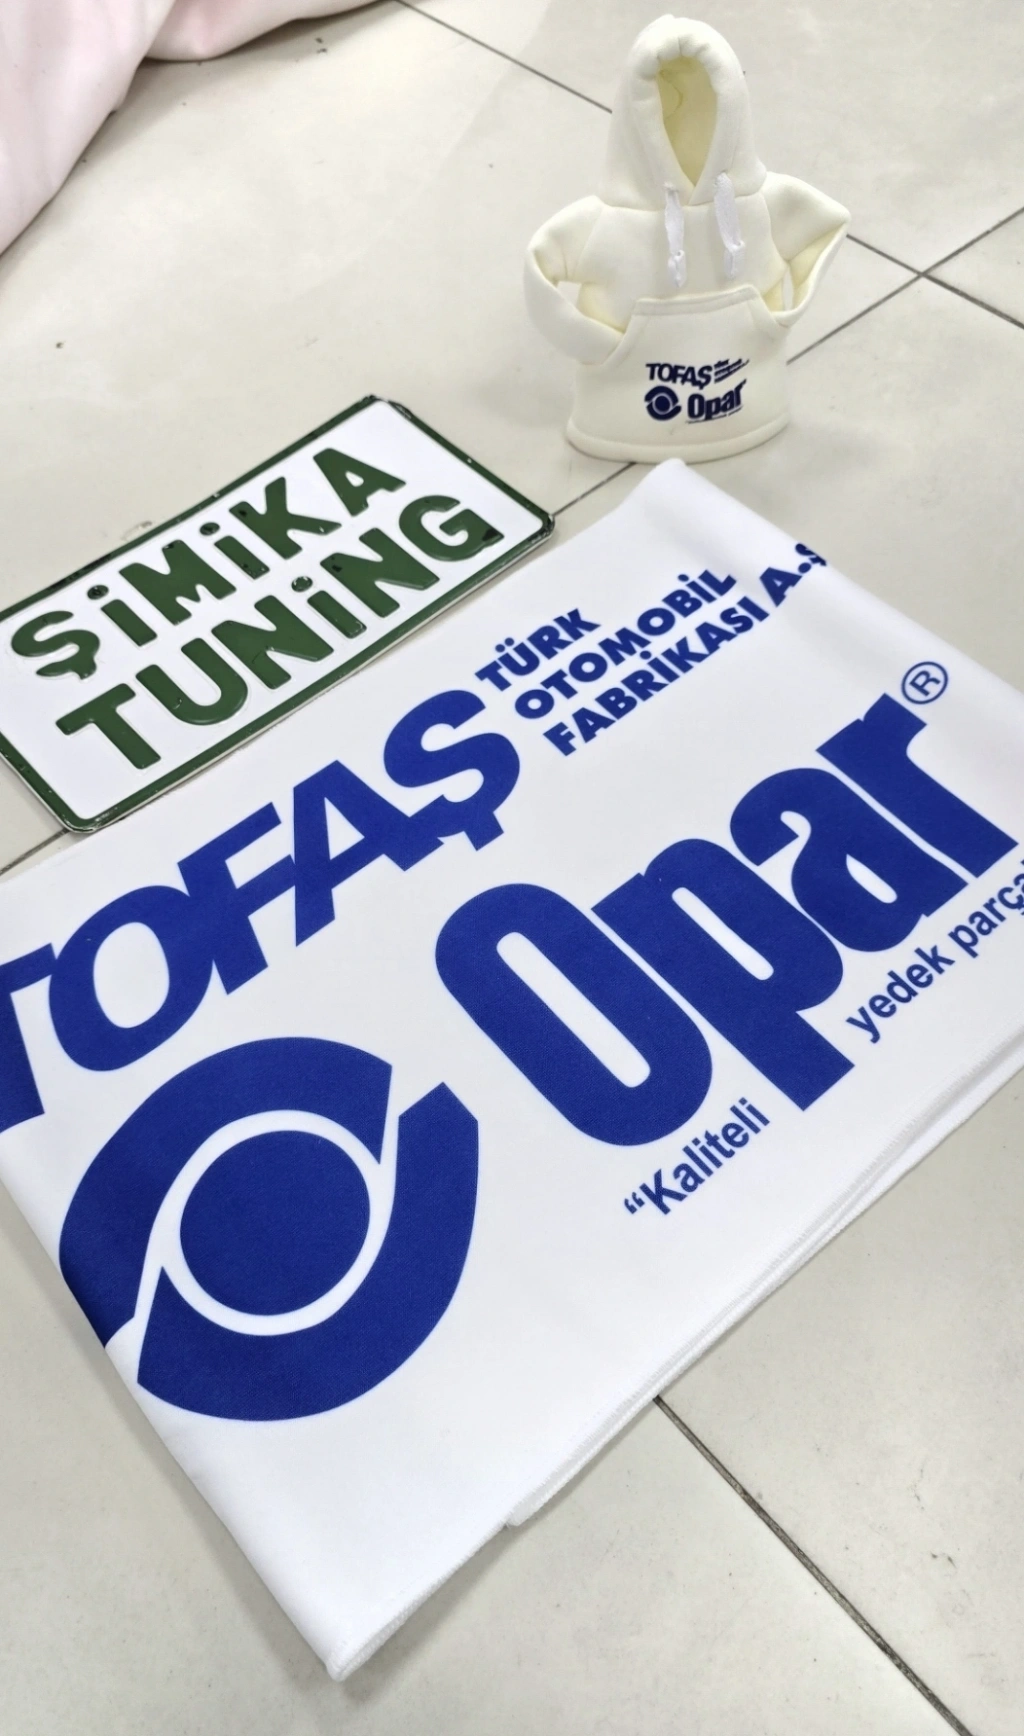 TOFAŞ
Opar
ŞiMiKA
TUNiNG
TOFAŞ
TÜRK
OTOMOBİL
FABRİKASI A.Ş
Opar®
"Kaliteli yedek parça